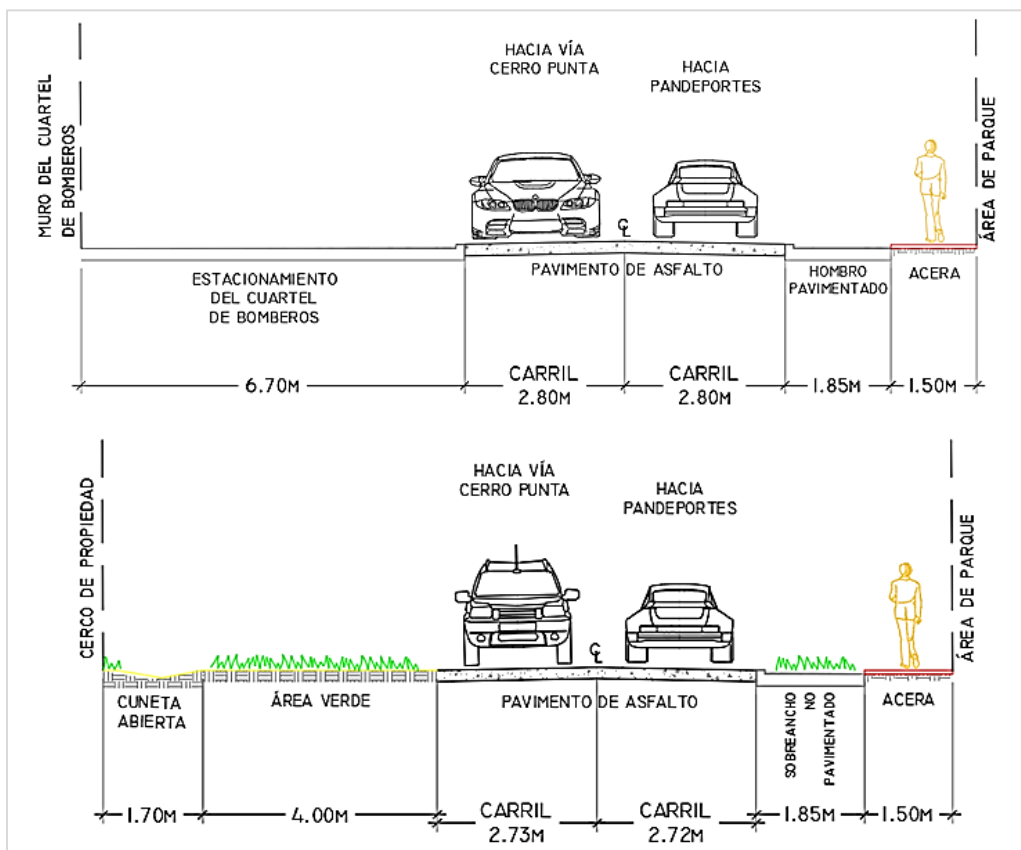 MURO DEL CUARTEL
DE BOMBEROS
HACIA VÍA
CERRO PUNTA
HACIA
PANDEPORTES
ÁREA DE PARQUE
℄
ESTACIONAMIENTO
DEL CUARTEL
DE BOMBEROS
PAVIMENTO DE ASFALTO
HOMBRO
PAVIMENTADO
ACERA
6.70M
CARRIL
2.80M
CARRIL
2.80M
1.85M
1.50M
CERCO DE PROPIEDAD
HACIA VÍA
CERRO PUNTA
HACIA
PANDEPORTES
ÁREA DE PARQUE
℄
CUNETA
ABIERTA
ÁREA VERDE
PAVIMENTO DE ASFALTO
SOBREANCHO
NO
PAVIMENTADO
ACERA
1.70M
4.00M
CARRIL
2.73M
CARRIL
2.72M
1.85M
1.50M